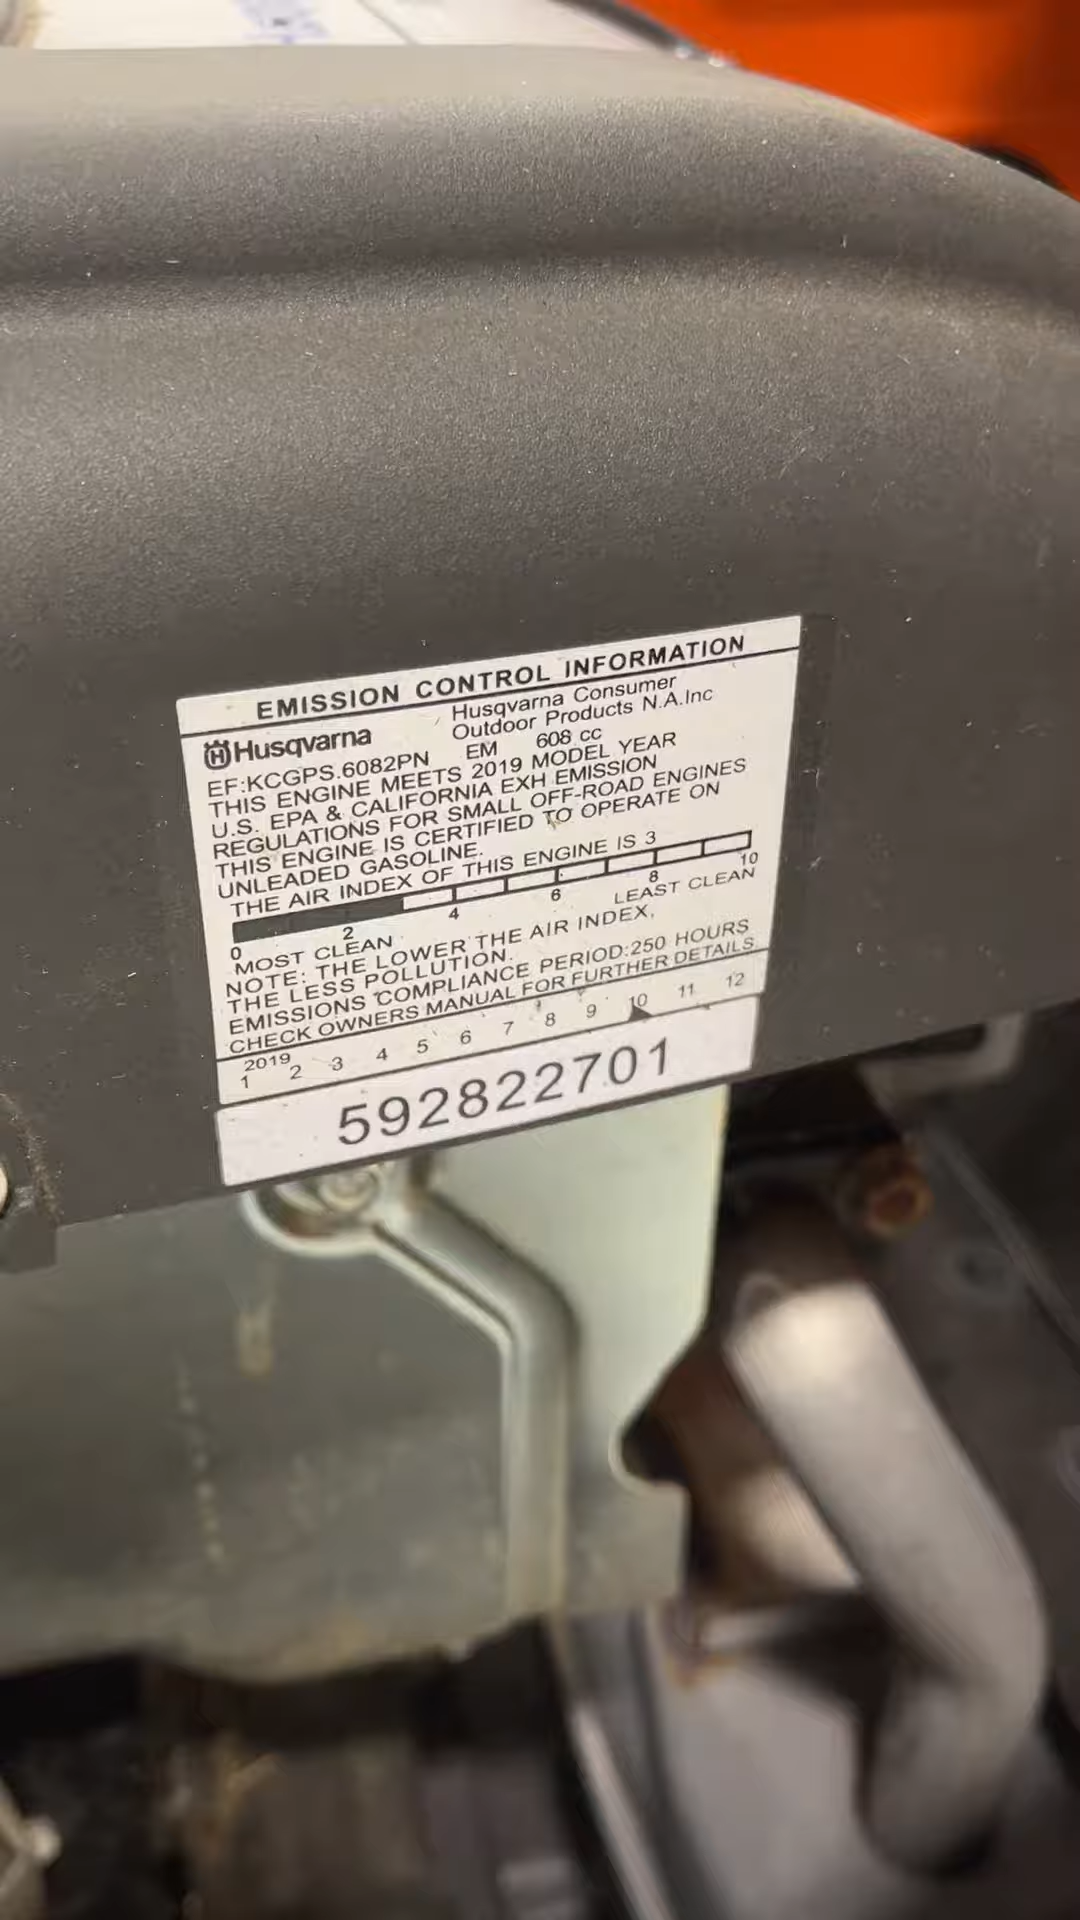 EMISSION CONTROL INFORMATION
Husqvarna
Husqvarna Consumer
Outdoor Products N.A.Inc
EF:KCGPS.6082PN EM 608 cc
THIS ENGINE MEETS 2019 MODEL YEAR
U.S. EPA & CALIFORNIA EXH EMISSION
REGULATIONS FOR SMALL OFF-ROAD ENGINES
THIS ENGINE IS CERTIFIED TO OPERATE ON
UNLEADED GASOLINE.
THE AIR INDEX OF THIS ENGINE IS 3
0 2 4 6 8 10
MOST CLEAN LEAST CLEAN
NOTE: THE LOWER THE AIR INDEX,
THE LESS POLLUTION.
EMISSIONS COMPLIANCE PERIOD:250 HOURS
CHECK OWNERS MANUAL FOR FURTHER DETAILS.
2019
1 2 3 4 5 6 7 8 9 10 11 12
592822701